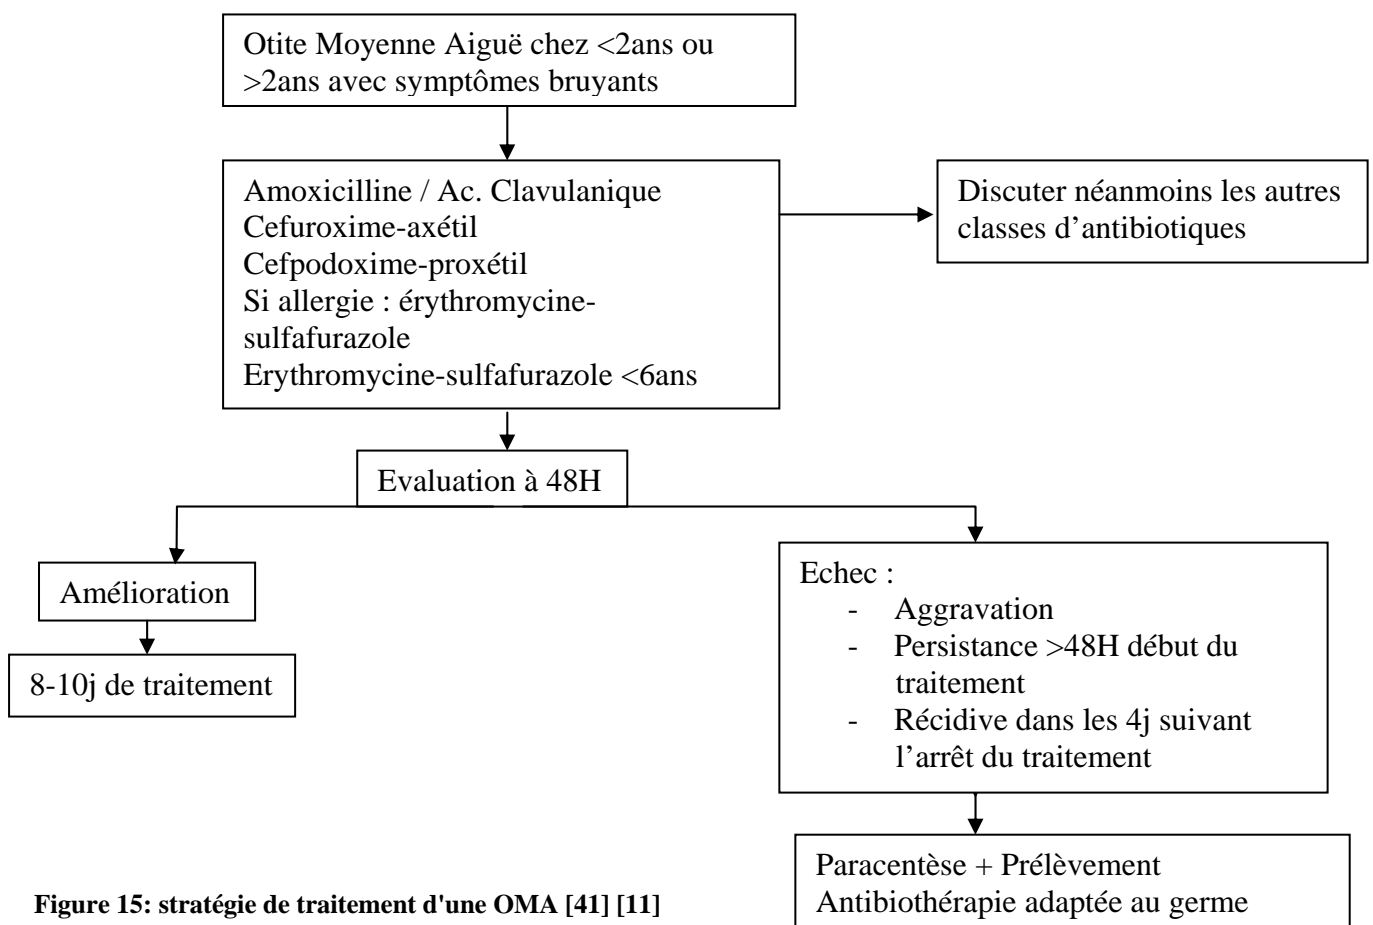 Otite Moyenne Aiguë chez <2ans ou
>2ans avec symptômes bruyants
Amoxicilline / Ac. Clavulanique
Cefuroxime-axétil
Cefpodoxime-proxétil
Si allergie : érythromycine-
sulfafurazole
Erythromycine-sulfafurazole <6ans
Discuter néanmoins les autres
classes d’antibiotiques
Evaluation à 48H
Amélioration
8-10j de traitement
Echec :
- Aggravation
- Persistance >48H début du
traitement
- Récidive dans les 4j suivant
l’arrêt du traitement
Paracentèse + Prélèvement
Antibiothérapie adaptée au germe
Figure 15: stratégie de traitement d'une OMA [41] [11]